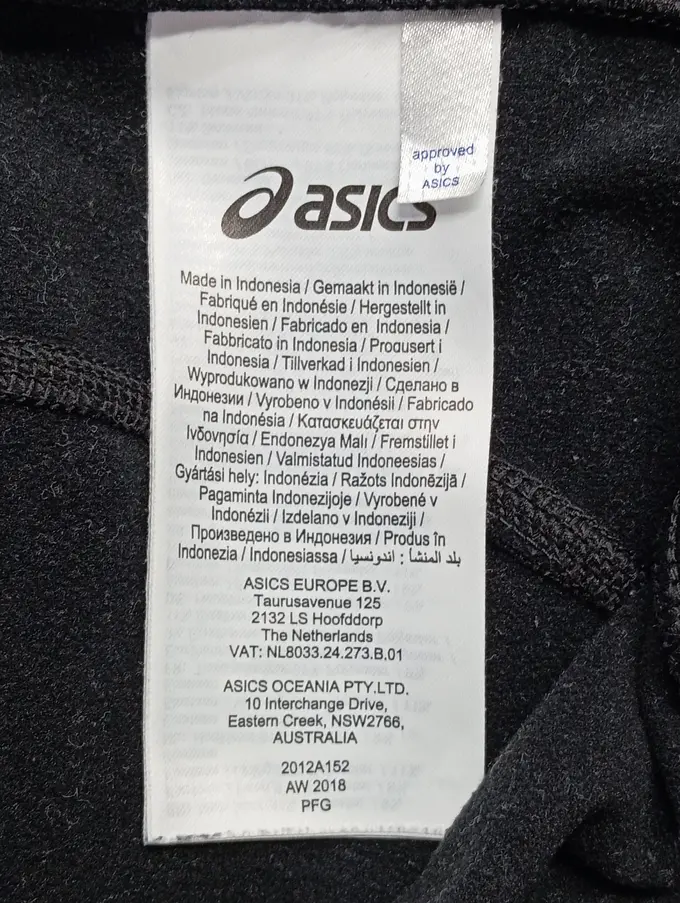 approved
by
ASICS
asics
Made in Indonesia / Gemaakt in Indonesië /
Fabriqué en Indonésie / Hergestellt in
Indonesien / Fabricado en Indonesia /
Fabbricato in Indonesia / Proausert i
Indonesia / Tillverkad i Indonesien /
Wyprodukowano w Indonezji / Сделано в
Индонезии / Vyrobeno v Indonésii / Fabricado
na Indonésia / Κατασκευάζεται στην
Ινδονησία / Endonezya Malı / Fremstillet i
Indonesien / Valmistatud Indoneesias /
Gyártási hely: Indonézia / Ražots Indonēzijā /
Pagaminta Indonezijoje / Vyrobené v
Indonézii / Izdelano v Indoneziji /
Произведено в Индонезия / Produs în
Indonezia / Indonesiassa / بلد المنشأ : اندونسيا
ASICS EUROPE B.V.
Taurusavenue 125
2132 LS Hoofddorp
The Netherlands
VAT: NL8033.24.273.B.01
ASICS OCEANIA PTY.LTD.
10 Interchange Drive,
Eastern Creek, NSW2766,
AUSTRALIA
2012A152
AW 2018
PFG